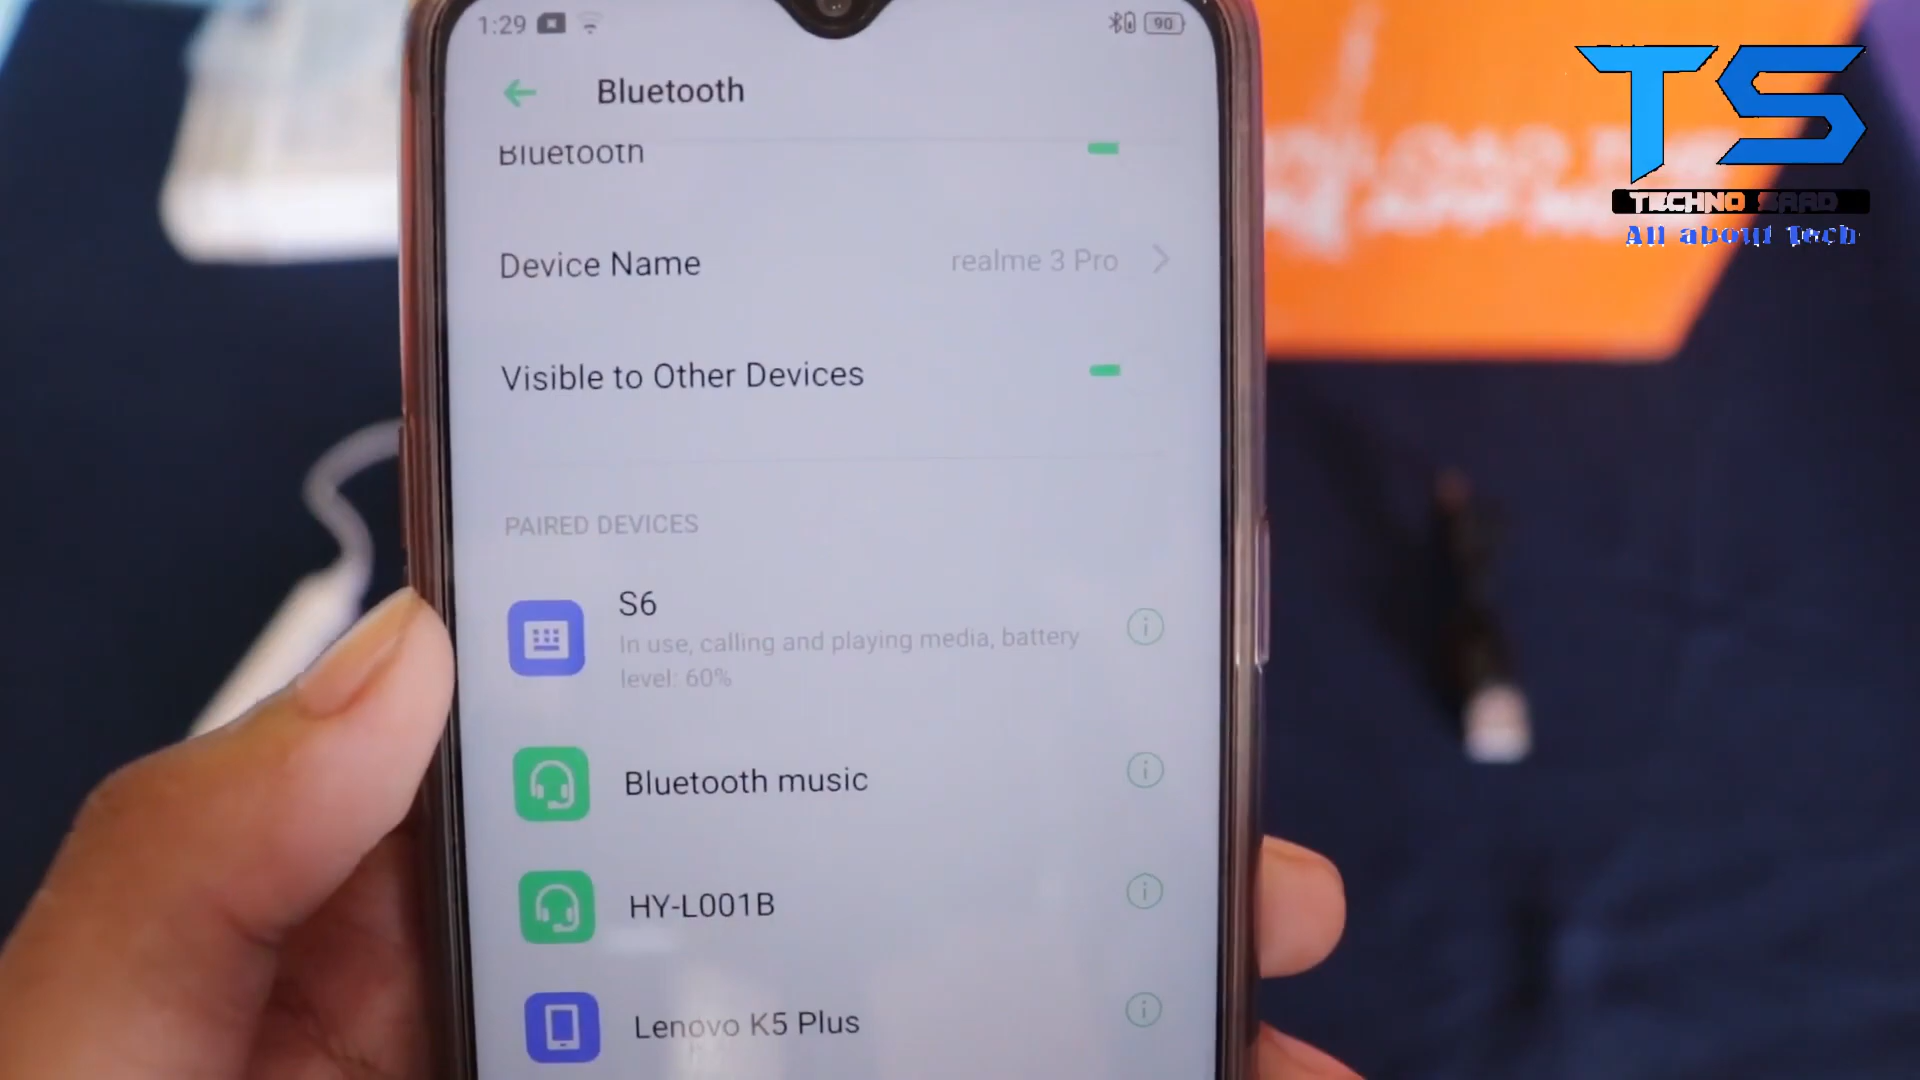 1:29
90
Bluetooth
Bluetooth
Device Name
realme 3 Pro
Visible to Other Devices
PAIRED DEVICES
S6
In use, calling and playing media, battery
level: 60%
Bluetooth music
HY-L001B
Lenovo K5 Plus
TS
TECHNO SAAD
All about Tech